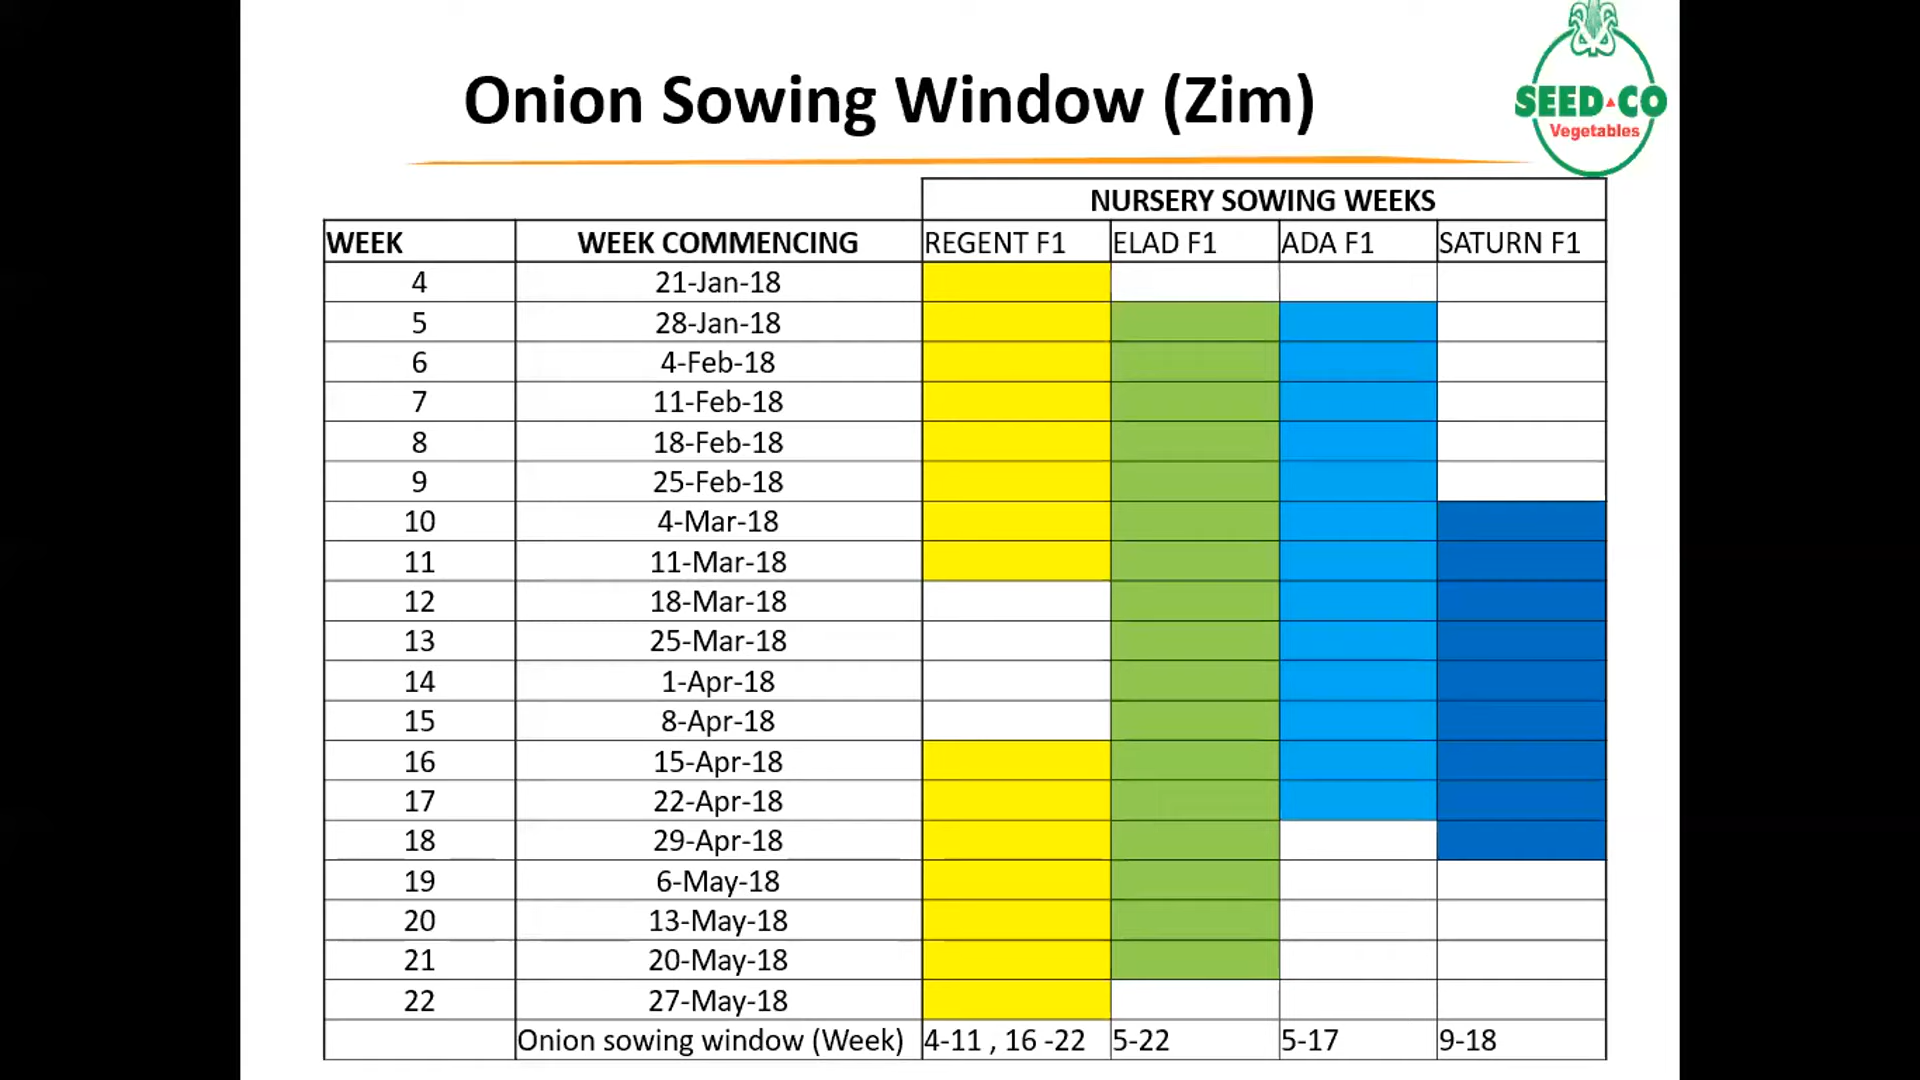 Onion Sowing Window (Zim)
SEED CO
Vegetables
NURSERY SOWING WEEKS
WEEK WEEK COMMENCING REGENT F1 ELAD F1 ADA F1 SATURN F1
4 21-Jan-18
5 28-Jan-18
6 4-Feb-18
7 11-Feb-18
8 18-Feb-18
9 25-Feb-18
10 4-Mar-18
11 11-Mar-18
12 18-Mar-18
13 25-Mar-18
14 1-Apr-18
15 8-Apr-18
16 15-Apr-18
17 22-Apr-18
18 29-Apr-18
19 6-May-18
20 13-May-18
21 20-May-18
22 27-May-18
Onion sowing window (Week) 4-11 , 16 -22 5-22 5-17 9-18